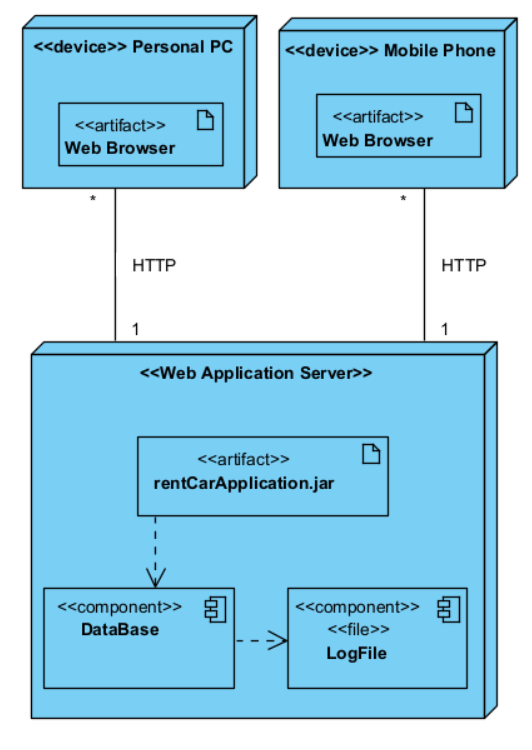 <<device>> Personal PC
<<artifact>>
Web Browser
<<device>> Mobile Phone
<<artifact>>
Web Browser
*
HTTP
1
*
HTTP
1
<<Web Application Server>>
<<artifact>>
rentCarApplication.jar
<<component>>
DataBase
<<component>>
<<file>>
LogFile